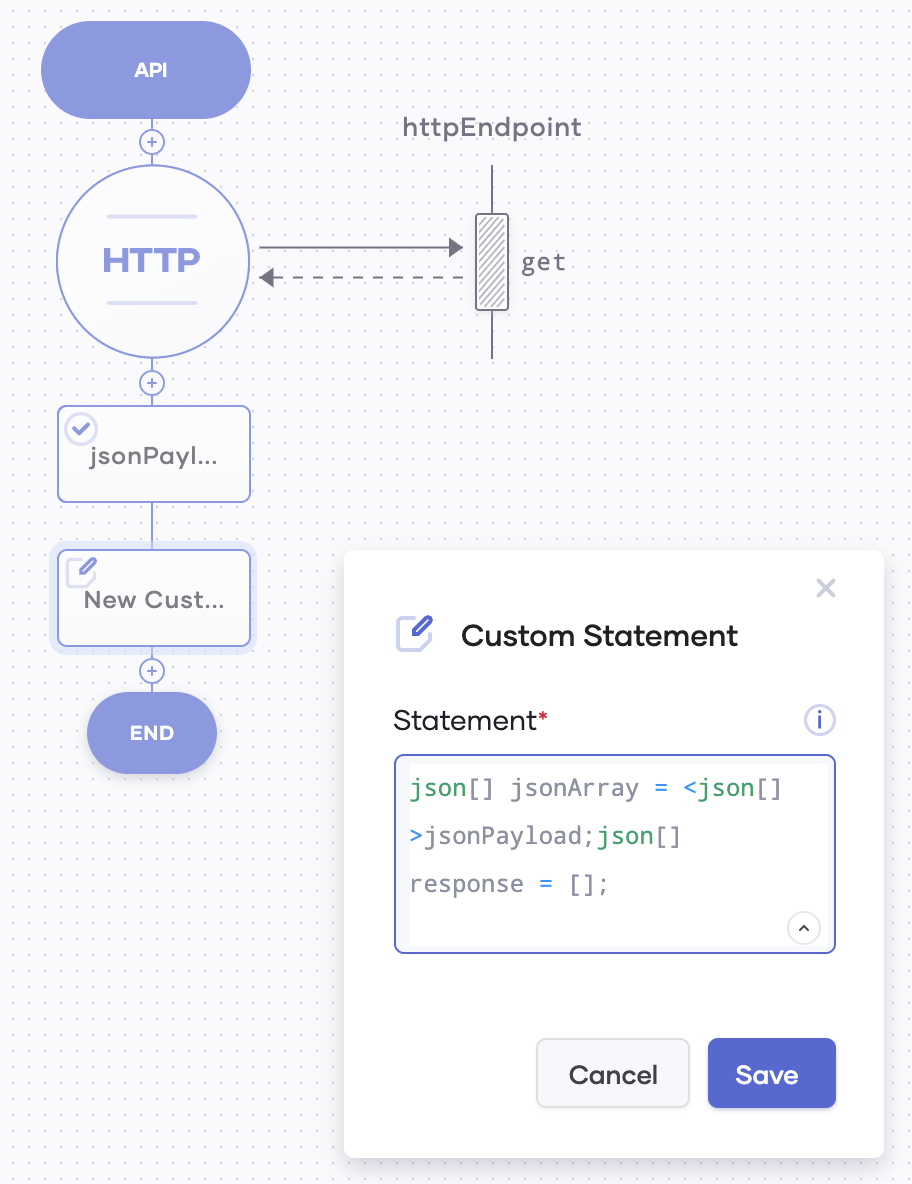 API
httpEndpoint
HTTP
get
jsonPayl...
New Cust...
END
Custom Statement
Statement*
json[] jsonArray = <json[]
>jsonPayload;json[]
response = [];
Cancel
Save